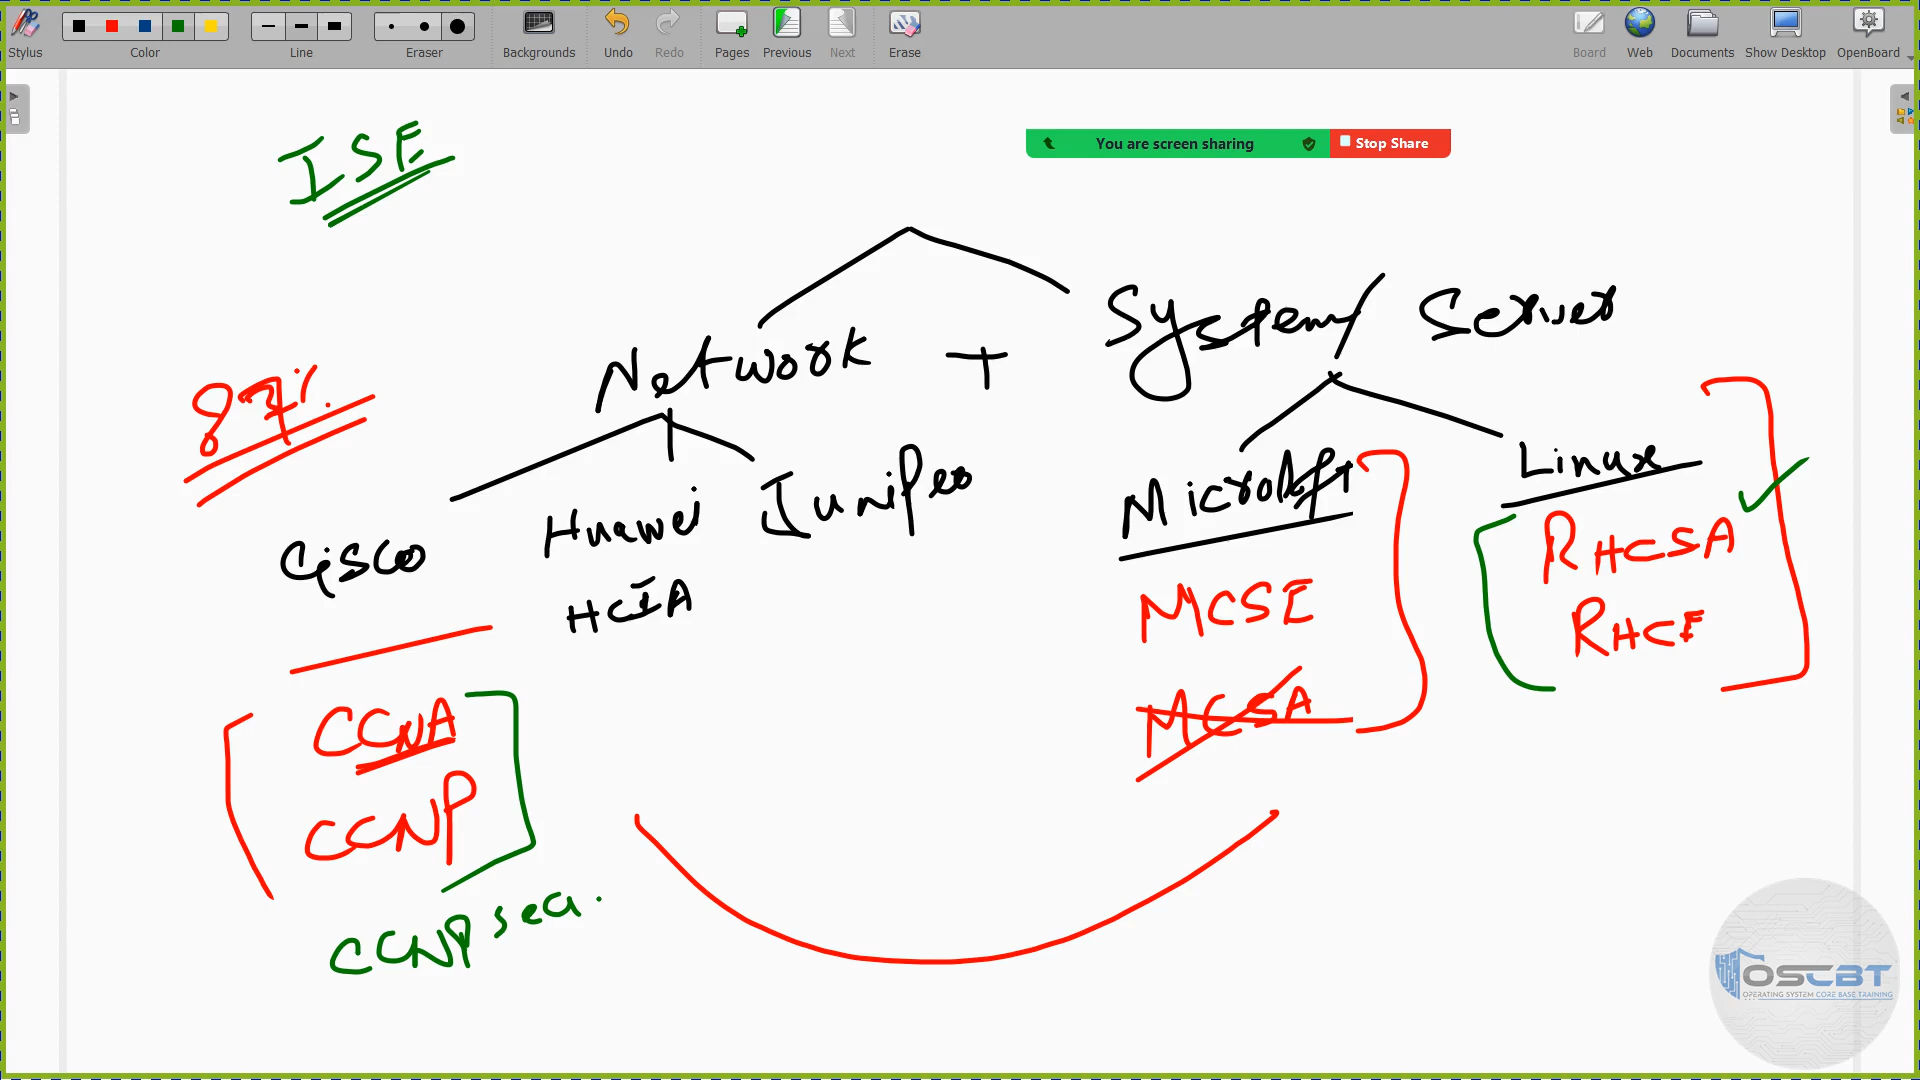 Stylus
Color
Line
Eraser
Backgrounds
Undo
Redo
Pages
Previous
Next
Erase
Board
Web
Documents
Show Desktop
OpenBoard
You are screen sharing
Stop Share
ISE
Network + System/ Server
87%.
Cisco
Huawei
Juniper
Microsoft
Linux
HCIA
MCSE
MCSA
RHCSA
RHCE
CCNA
CCNP
CCNP sec.
OSCBT
OPERATING SYSTEM CORE BASE TRAINING